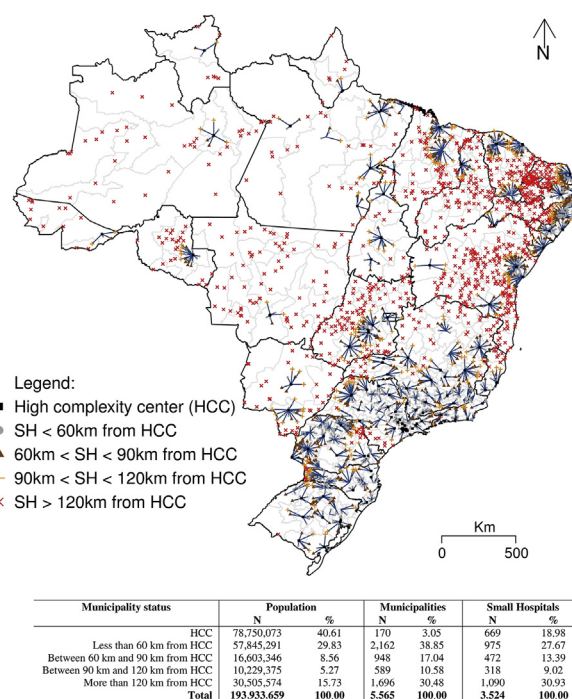 N
Legend:
High complexity center (HCC)
SH < 60km from HCC
60km < SH < 90km from HCC
90km < SH < 120km from HCC
SH > 120km from HCC
Km
0 500
Municipality status Population Municipalities Small Hospitals
N % N % N %
HCC 78,750,073 40.61 170 3.05 669 18.98
Less than 60 km from HCC 57,845,291 29.83 2,162 38.85 975 27.67
Between 60 km and 90 km from HCC 16,603,346 8.56 948 17.04 472 13.39
Between 90 km and 120 km from HCC 10,229,375 5.27 589 10.58 318 9.02
More than 120 km from HCC 30,505,574 15.73 1,696 30.48 1,090 30.93
Total 193.933.659 100.00 5.565 100.00 3.524 100.00